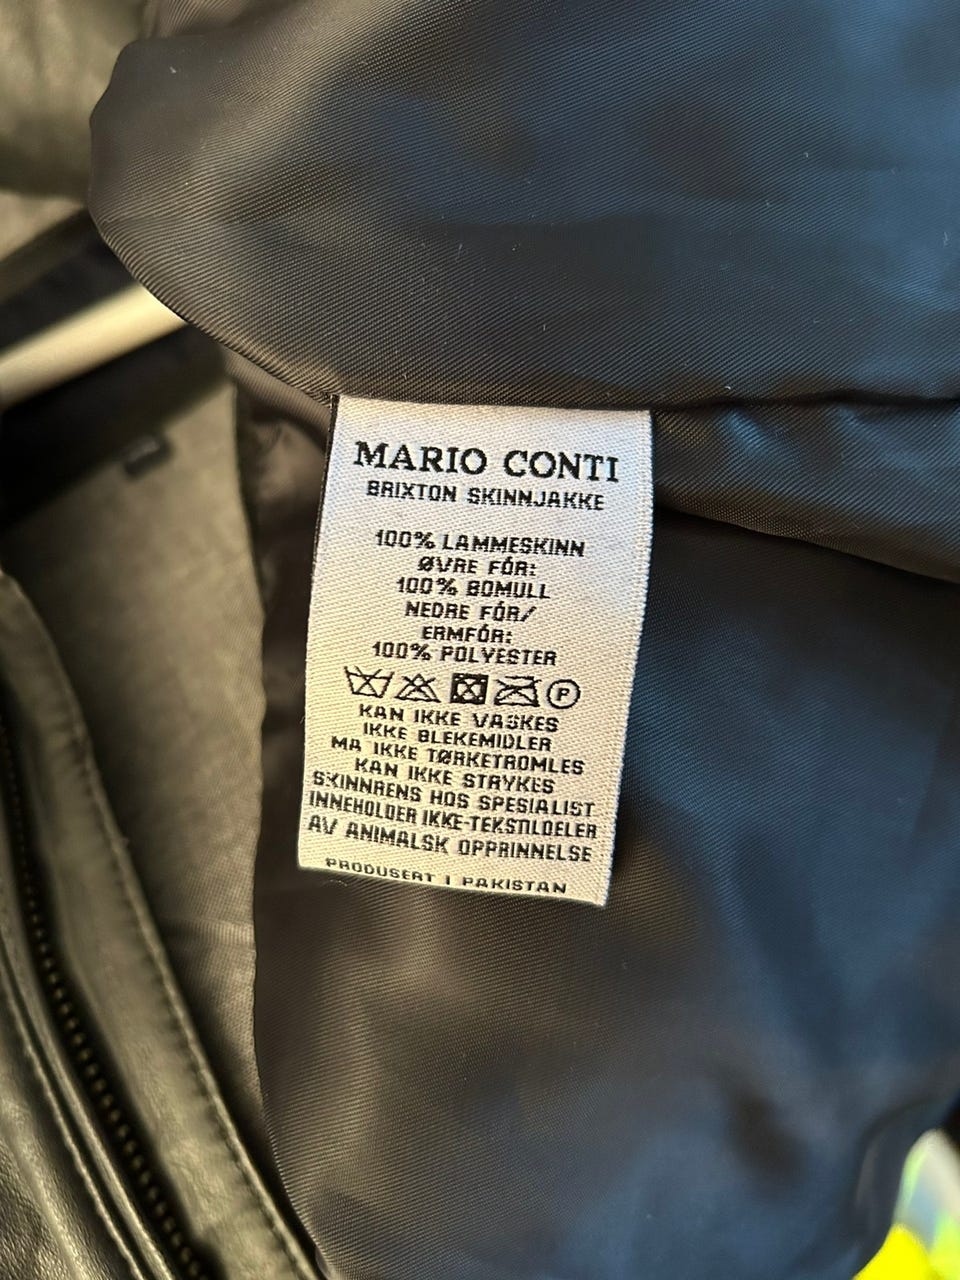 MARIO CONTI
BRIXTON SKINNJAKKE
100% LAMMESKINN
ØVRE FÓR:
100% BOMULL
NEDRE FÓR/
ERMFÓR:
100% POLYESTER
P
KAN IKKE VASKES
IKKE BLEKEMIDLER
MA IKKE TØRKETROMLES
KAN IKKE STRYKES
SKINNRENS HOS SPESIALIST
INNEHOLDER IKKE-TEKSTILDELER
AV ANIMALSK OPPRINNELSE
PRODUSERT I PAKISTAN